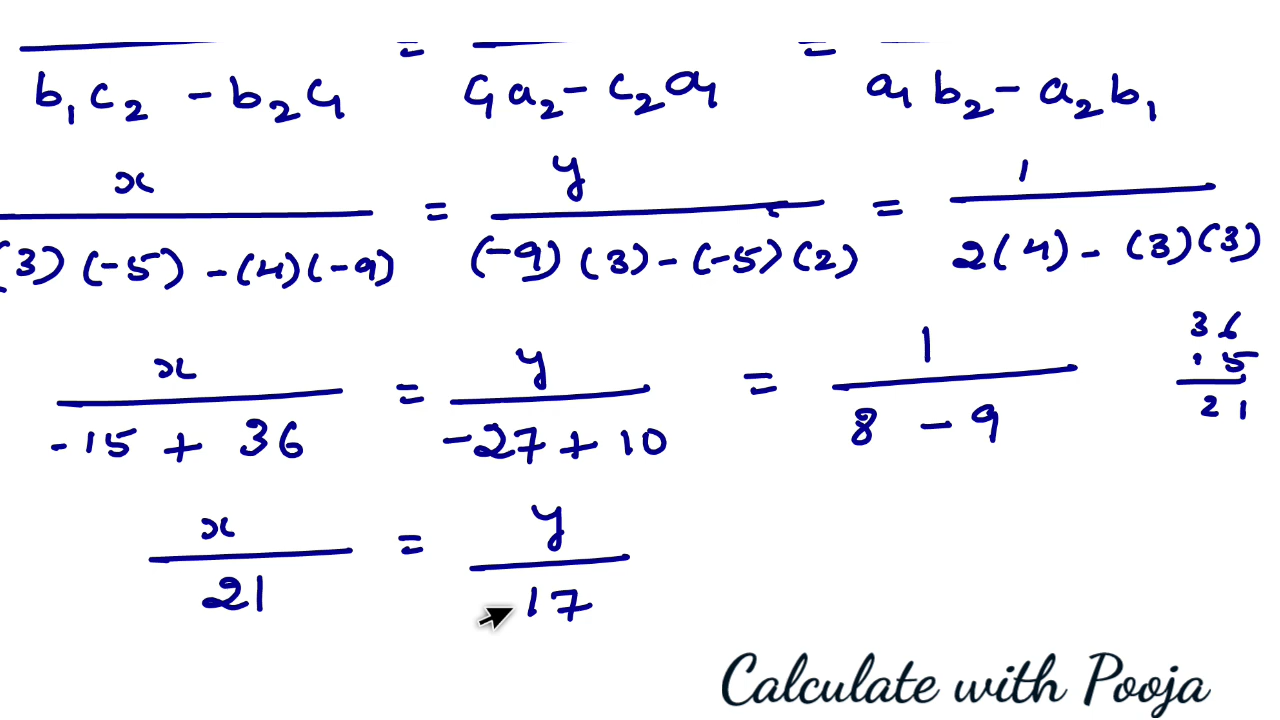 b₁c₂ - b₂c₁ = c₁a₂ - c₂a₁ = a₁b₂ - a₂b₁
x = y = 1
(3)(-5) - (4)(-9) (-9)(3) - (-5)(2) 2(4) - (3)(3)
x = y = 1
-15 + 36 -27 + 10 8 - 9
36
15
21
x = y
21 17
Calculate with Pooja